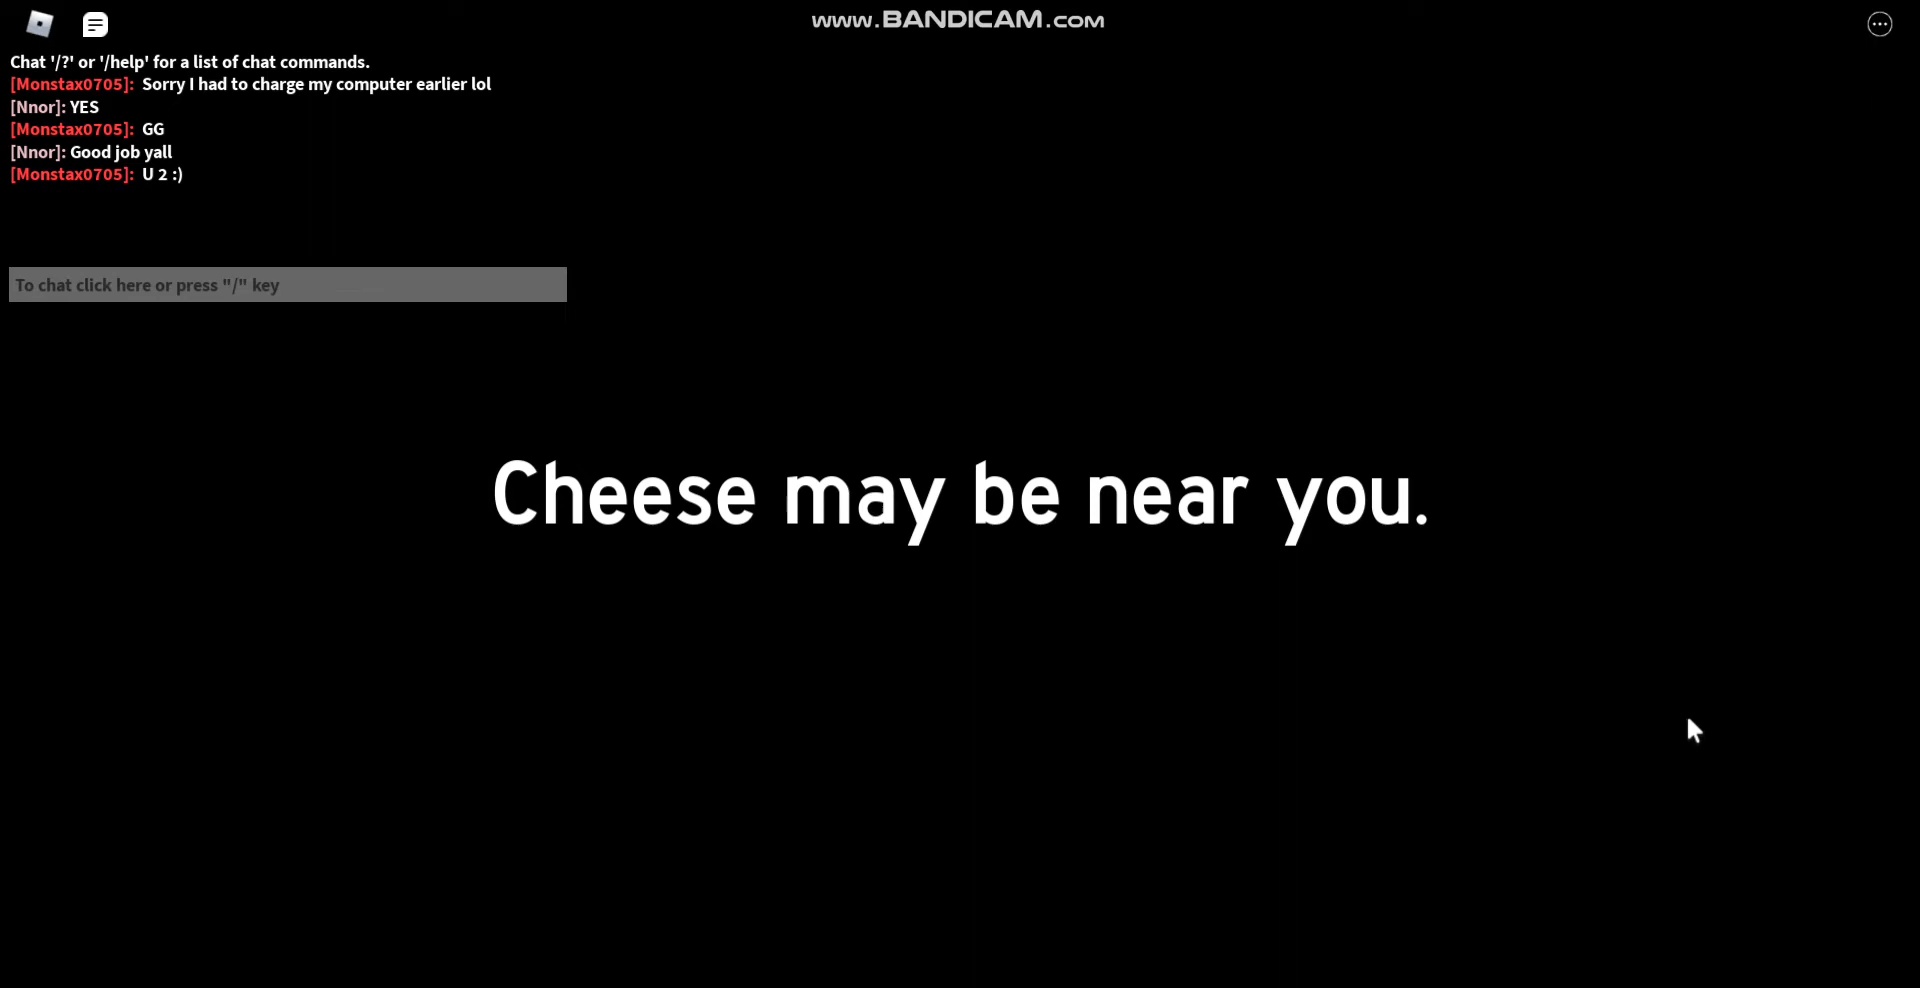 www.BANDICAM.COM
Chat '/?' or '/help' for a list of chat commands.
[Monstax0705]: Sorry I had to charge my computer earlier lol
[Nnor]: YES
[Monstax0705]: GG
[Nnor]: Good job yall
[Monstax0705]: U 2 :)
To chat click here or press "/" key
Cheese may be near you.